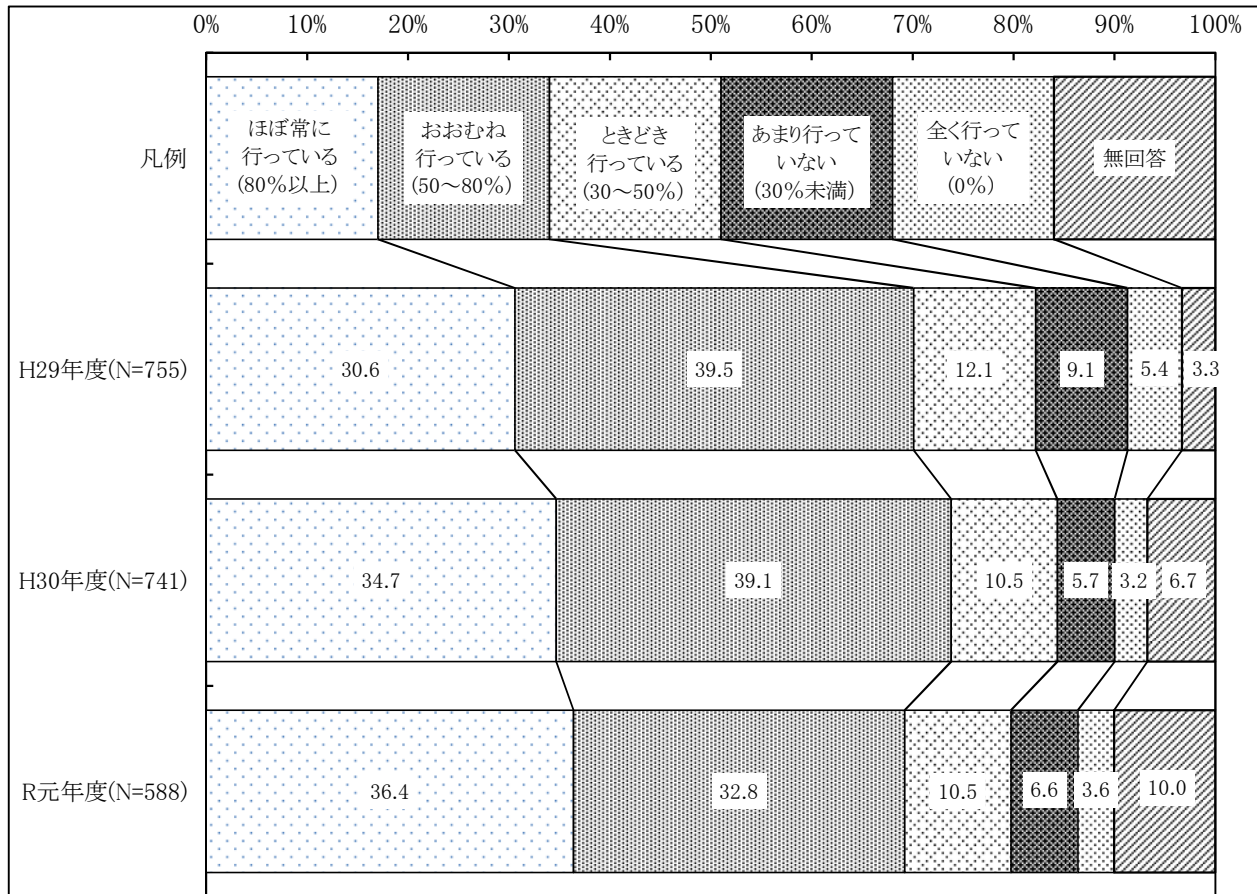 0% 10% 20% 30% 40% 50% 60% 70% 80% 90% 100%
凡例
ほぼ常に
行っている
(80%以上)
おおむね
行っている
(50～80%)
ときどき
行っている
(30～50%)
あまり行って
いない
(30%未満)
全く行って
いない
(0%)
無回答
H29年度(N=755) 30.6 39.5 12.1 9.1 5.4 3.3
H30年度(N=741) 34.7 39.1 10.5 5.7 3.2 6.7
R元年度(N=588) 36.4 32.8 10.5 6.6 3.6 10.0